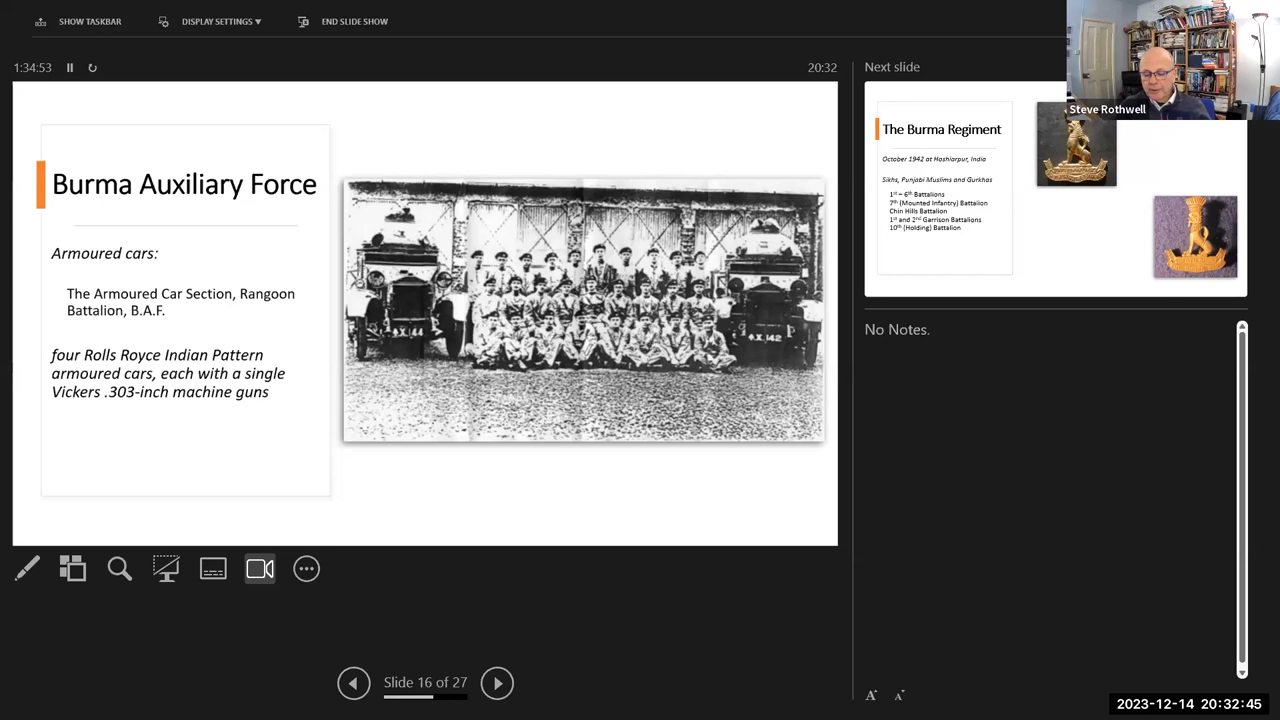 SHOW TASKBAR
DISPLAY SETTINGS ▼
END SLIDE SHOW
1:34:53
20:32
Burma Auxiliary Force
Armoured cars:
The Armoured Car Section, Rangoon
Battalion, B.A.F.
four Rolls Royce Indian Pattern
armoured cars, each with a single
Vickers .303-inch machine guns
Slide 16 of 27
Next slide
The Burma Regiment
October 1942 at Hoshiarpur, India
Sikhs, Punjabi Muslims and Gurkhas
1st – 6th Battalions
7th (Mounted Infantry) Battalion
Chin Hills Battalion
1st and 2nd Garrison Battalions
10th (Holding) Battalion
Steve Rothwell
No Notes.
A A
2023-12-14 20:32:45